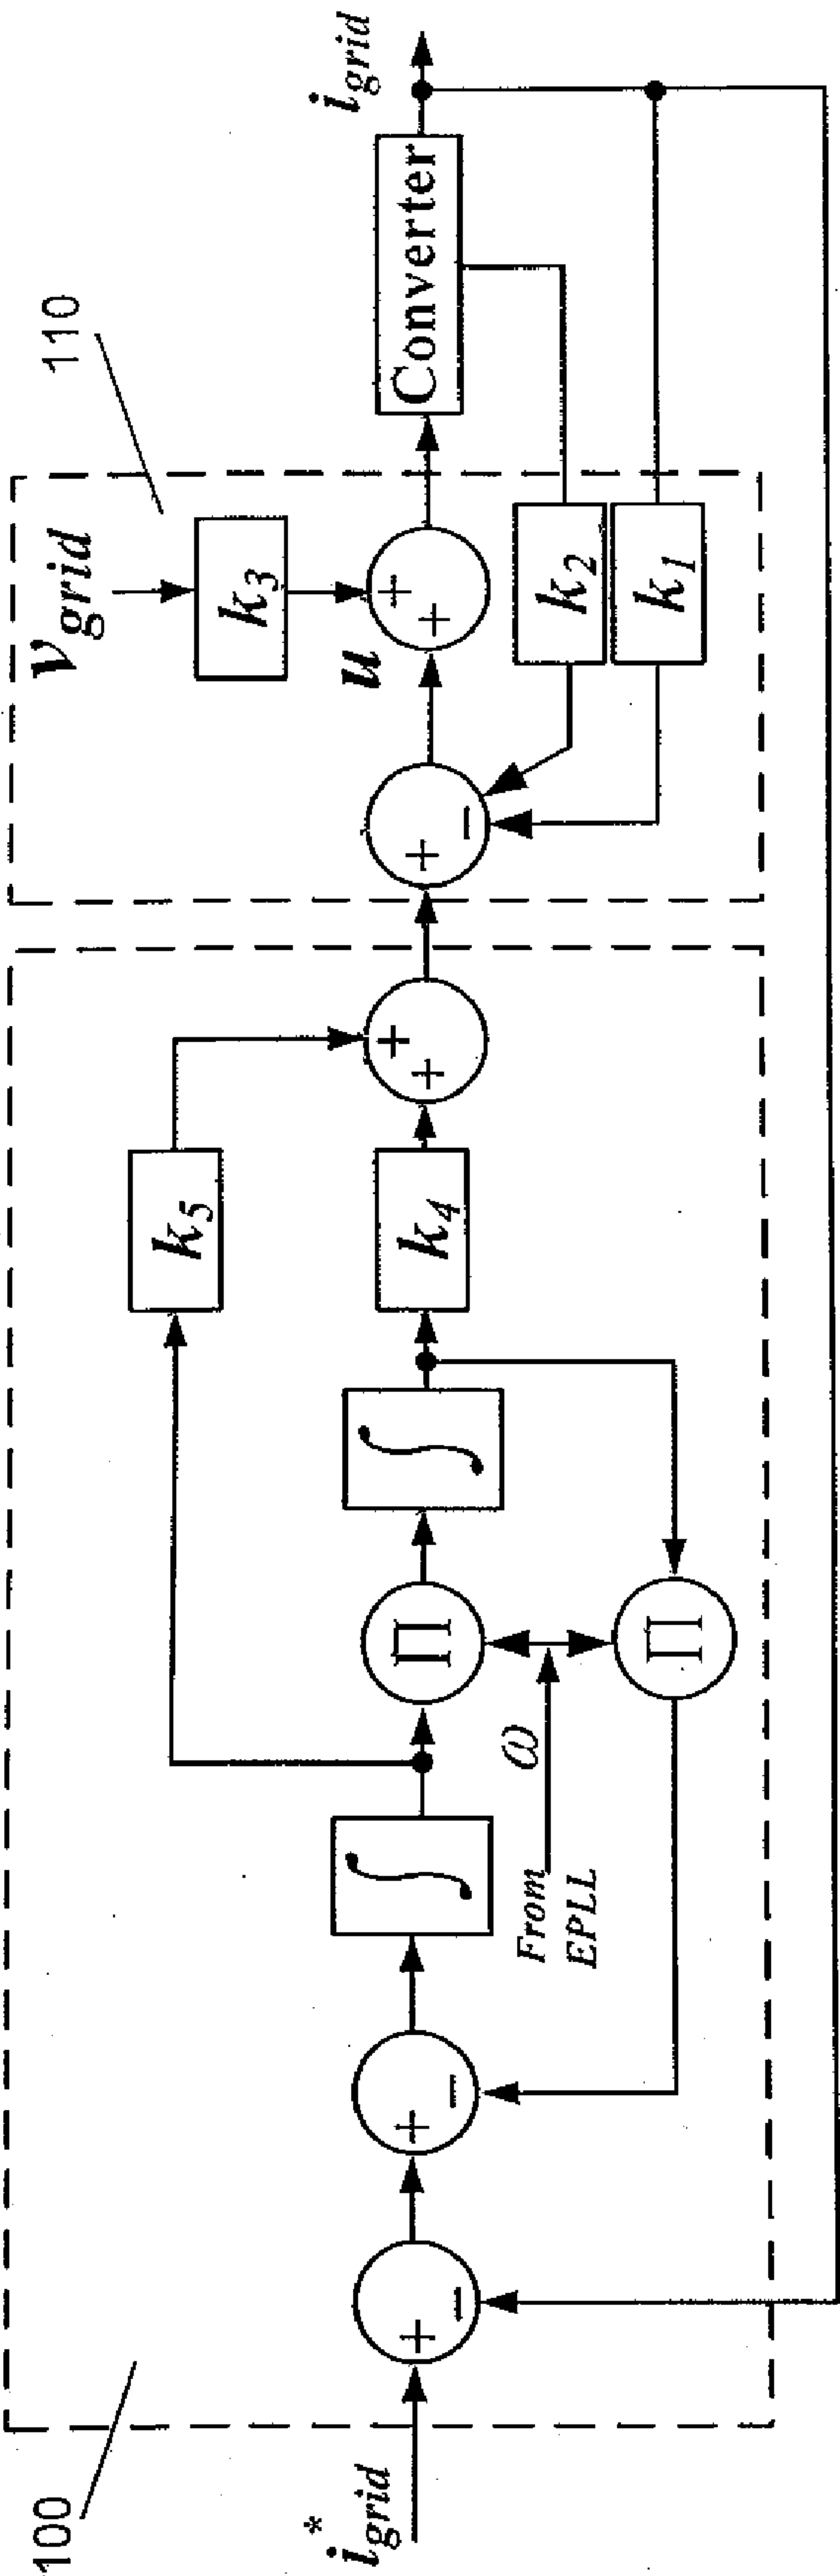 100
i*grid
+
−
+
−
∫
From
EPLL
ω
Π
Π
∫
k5
k4
+
+
110
vgrid
k3
+
−
u
+
+
k2
k1
Converter
igrid